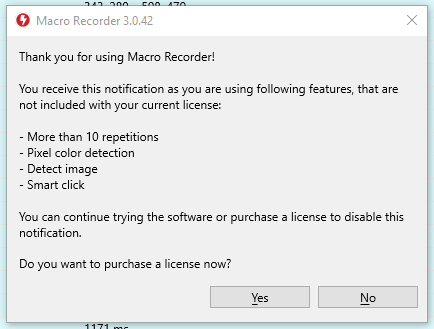 Macro Recorder 3.0.42
Thank you for using Macro Recorder!
You receive this notification as you are using following features, that are
not included with your current license:
- More than 10 repetitions
- Pixel color detection
- Detect image
- Smart click
You can continue trying the software or purchase a license to disable this
notification.
Do you want to purchase a license now?
Yes
No
1171 ms